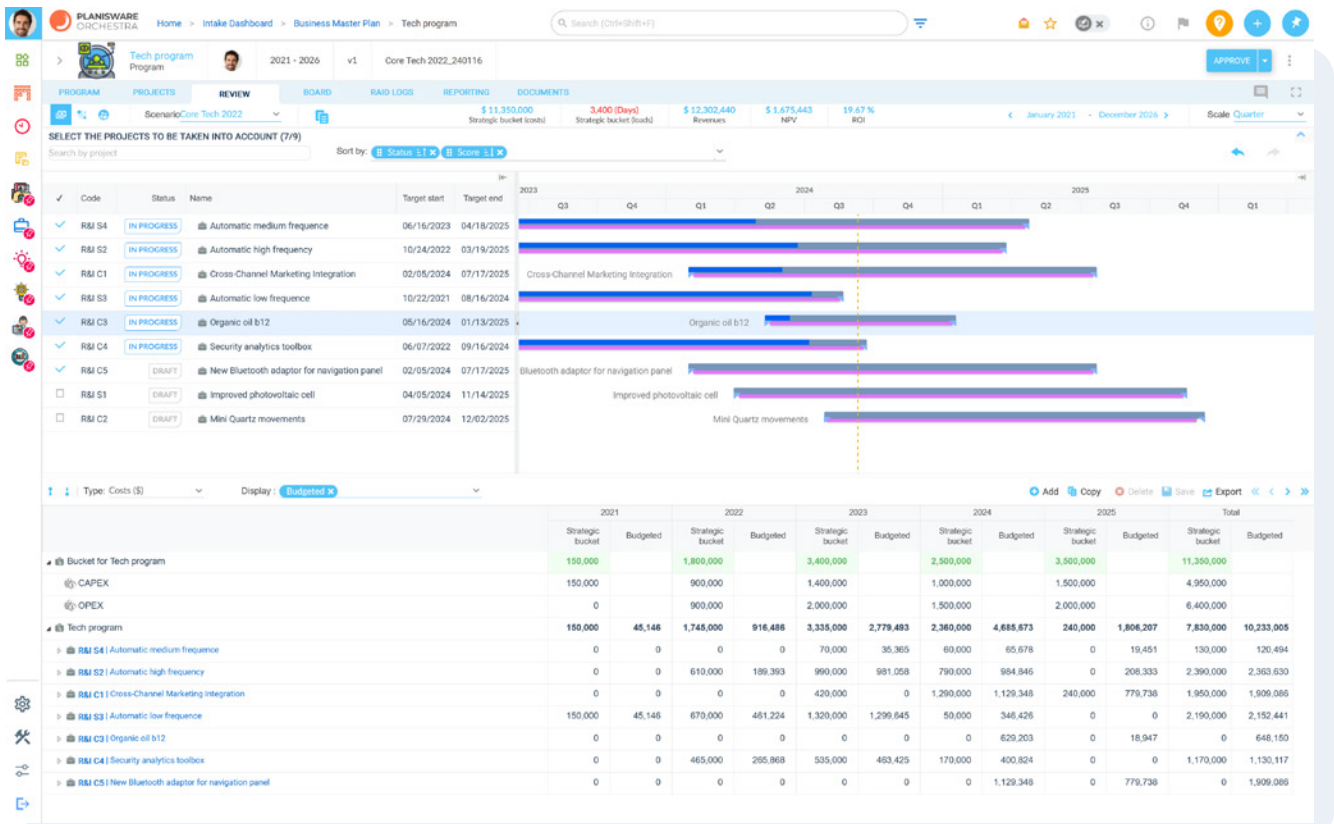 PLANISWARE
ORCHESTRA
Home > Intake Dashboard > Business Master Plan > Tech program
Search (Ctrl+Shift+F)
Tech program
Program
2021 - 2026 v1 Core Tech 2022_240116
APPROVE
PROGRAM PROJECTS REVIEW BOARD RAID LOGS REPORTING DOCUMENTS
Scenario Core Tech 2022
$ 11,350,000 3,400 (Days) $ 12,302,440 $ 1,675,443 19.67 %
Strategic bucket (costs) Strategic bucket (loads) Revenues NPV ROI
January 2021 - December 2026
Scale Quarter
SELECT THE PROJECTS TO BE TAKEN INTO ACCOUNT (7/9)
Search by project
Sort by: Status Score
2023 2024 2025
Code Status Name Target start Target end
Q3 Q4 Q1 Q2 Q3 Q4 Q1 Q2 Q3 Q4 Q1
R&I S4 IN PROGRESS Automatic medium frequence 06/16/2023 04/18/2025
R&I S2 IN PROGRESS Automatic high frequency 10/24/2022 03/19/2025
R&I C1 IN PROGRESS Cross-Channel Marketing Integration 02/05/2024 07/17/2025 Cross-Channel Marketing Integration
R&I S3 IN PROGRESS Automatic low frequence 10/22/2021 08/16/2024
R&I C3 IN PROGRESS Organic oil b12 05/16/2024 01/13/2025 Organic oil b12
R&I C4 IN PROGRESS Security analytics toolbox 06/07/2022 09/16/2024
R&I C5 DRAFT New Bluetooth adaptor for navigation panel 02/05/2024 07/17/2025 Bluetooth adaptor for navigation panel
R&I S1 DRAFT Improved photovoltaic cell 04/05/2024 11/14/2025 Improved photovoltaic cell
R&I C2 DRAFT Mini Quartz movements 07/29/2024 12/02/2025 Mini Quartz movements
Type: Costs ($) Display : Budgeted Add Copy Delete Save Export
2021 2022 2023 2024 2025 Total
Strategic bucket Budgeted Strategic bucket Budgeted Strategic bucket Budgeted Strategic bucket Budgeted Strategic bucket Budgeted Strategic bucket Budgeted
Bucket for Tech program 150,000 1,800,000 3,400,000 2,500,000 3,500,000 11,350,000
CAPEX 150,000 900,000 1,400,000 1,000,000 1,500,000 4,950,000
OPEX 0 900,000 2,000,000 1,500,000 2,000,000 6,400,000
Tech program 150,000 45,146 1,745,000 916,486 3,335,000 2,779,493 2,360,000 4,685,673 240,000 1,806,207 7,830,000 10,233,005
R&I S4 | Automatic medium frequence 0 0 0 0 70,000 35,365 60,000 65,678 0 19,451 130,000 120,494
R&I S2 | Automatic high frequency 0 0 610,000 189,393 990,000 981,058 790,000 984,846 0 208,333 2,390,000 2,363,630
R&I C1 | Cross-Channel Marketing Integration 0 0 0 0 420,000 0 1,290,000 1,129,348 240,000 779,738 1,950,000 1,909,086
R&I S3 | Automatic low frequence 150,000 45,146 670,000 461,224 1,320,000 1,299,645 50,000 346,426 0 0 2,190,000 2,152,441
R&I C3 | Organic oil b12 0 0 0 0 0 0 0 629,203 0 18,947 0 648,150
R&I C4 | Security analytics toolbox 0 0 465,000 265,868 535,000 463,425 170,000 400,824 0 0 1,170,000 1,130,117
R&I C5 | New Bluetooth adaptor for navigation panel 0 0 0 0 0 0 0 1,129,348 0 779,738 0 1,909,086